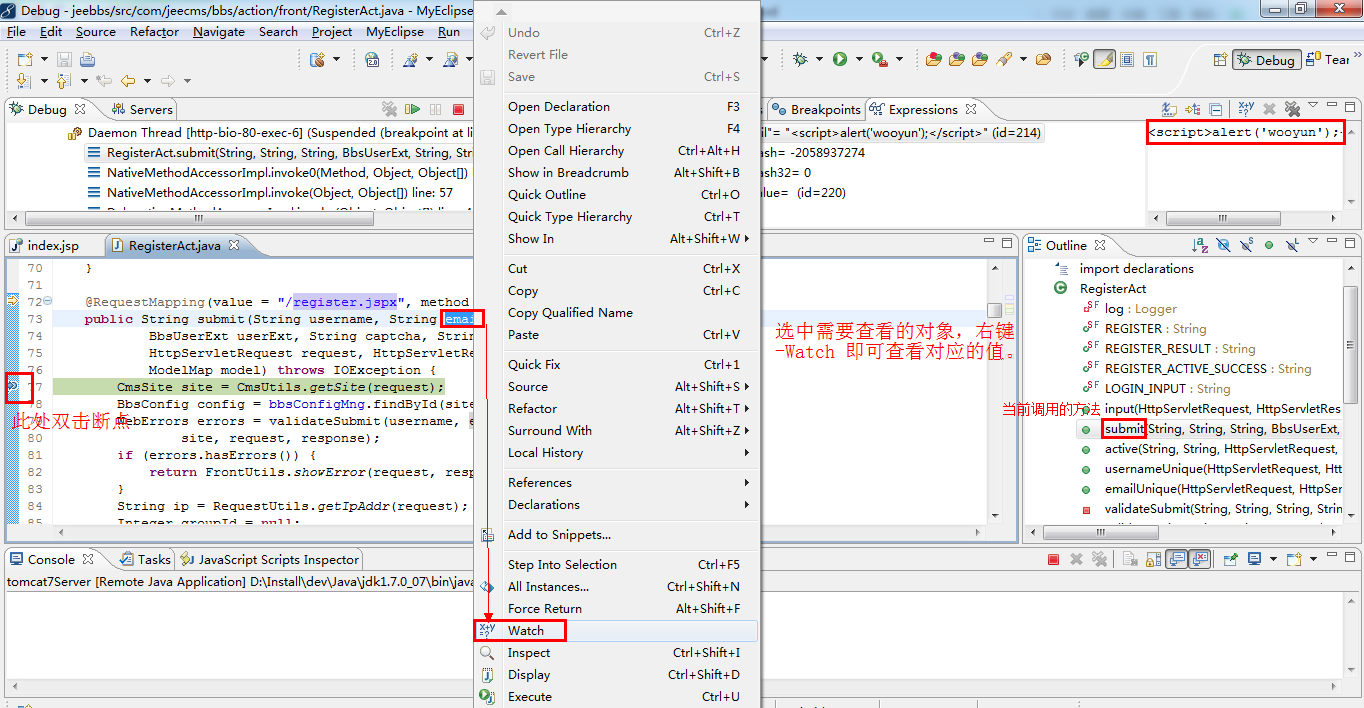 Debug - jeebbs/src/com/jeecms/bbs/action/front/RegisterAct.java - MyEclipse
File Edit Source Refactor Navigate Search Project MyEclipse Run
Debug
Debug Servers
Daemon Thread [http-bio-80-exec-6] (Suspended (breakpoint at li
RegisterAct.submit(String, String, String, BbsUserExt, String, Str
NativeMethodAccessorImpl.invoke0(Method, Object, Object[])
NativeMethodAccessorImpl.invoke(Object, Object[]) line: 57
Breakpoints Expressions
il"= "<script>alert('wooyun');</script>" (id=214)
ash= -2058937274
ash32= 0
alue= (id=220)
<script>alert('wooyun');
index.jsp RegisterAct.java
70 }
71
72 @RequestMapping(value = "/register.jspx", method
73 public String submit(String username, String emai
74 BbsUserExt userExt, String captcha, Strin
75 HttpServletRequest request, HttpServletRe
76 ModelMap model) throws IOException {
77 CmsSite site = CmsUtils.getSite(request);
78 BbsConfig config = bbsConfigMng.findById(site
79 WebErrors errors = validateSubmit(username, e
80 site, request, response);
81 if (errors.hasErrors()) {
82 return FrontUtils.showError(request, resp
83 }
84 String ip = RequestUtils.getIpAddr(request);
85 Integer groupId = null;
此处双击断点
Undo Ctrl+Z
Revert File
Save Ctrl+S
Open Declaration F3
Open Type Hierarchy F4
Open Call Hierarchy Ctrl+Alt+H
Show in Breadcrumb Alt+Shift+B
Quick Outline Ctrl+O
Quick Type Hierarchy Ctrl+T
Show In Alt+Shift+W
Cut Ctrl+X
Copy Ctrl+C
Copy Qualified Name
Paste Ctrl+V
Quick Fix Ctrl+1
Source Alt+Shift+S
Refactor Alt+Shift+T
Surround With Alt+Shift+Z
Local History
References
Declarations
Add to Snippets...
Step Into Selection Ctrl+F5
All Instances... Ctrl+Shift+N
Force Return Alt+Shift+F
Watch
Inspect Ctrl+Shift+I
Display Ctrl+Shift+D
Execute Ctrl+U
选中需要查看的对象，右键
-Watch 即可查看对应的值。
Outline
import declarations
RegisterAct
log : Logger
REGISTER : String
REGISTER_RESULT : String
REGISTER_ACTIVE_SUCCESS : String
LOGIN_INPUT : String
当前调用的方法
input(HttpServletRequest, HttpServletRes
submit(String, String, String, BbsUserExt,
active(String, String, HttpServletRequest,
usernameUnique(HttpServletRequest, Htt
emailUnique(HttpServletRequest, HttpSer
validateSubmit(String, String, String, Strin
Console Tasks JavaScript Scripts Inspector
tomcat7Server [Remote Java Application] D:\Install\dev\Java\jdk1.7.0_07\bin\java